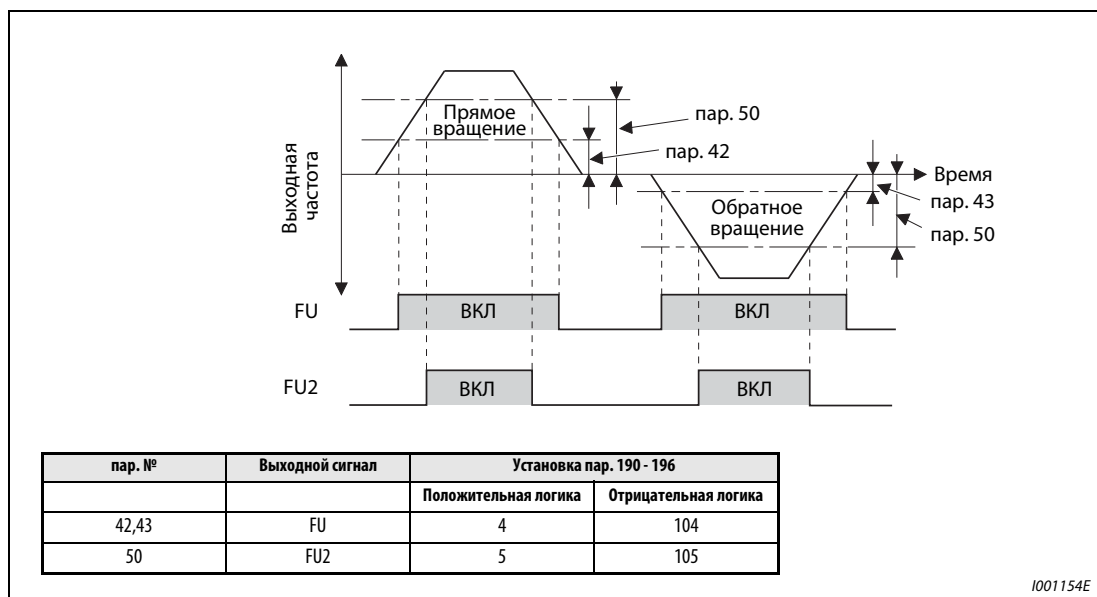 Выходная
частота
Прямое
вращение
пар. 50
пар. 42
Время
пар. 43
пар. 50
Обратное
вращение
FU
ВКЛ
ВКЛ
FU2
ВКЛ
ВКЛ
пар. № Выходной сигнал Установка пар. 190 - 196
Положительная логика Отрицательная логика
42,43 FU 4 104
50 FU2 5 105
I001154E